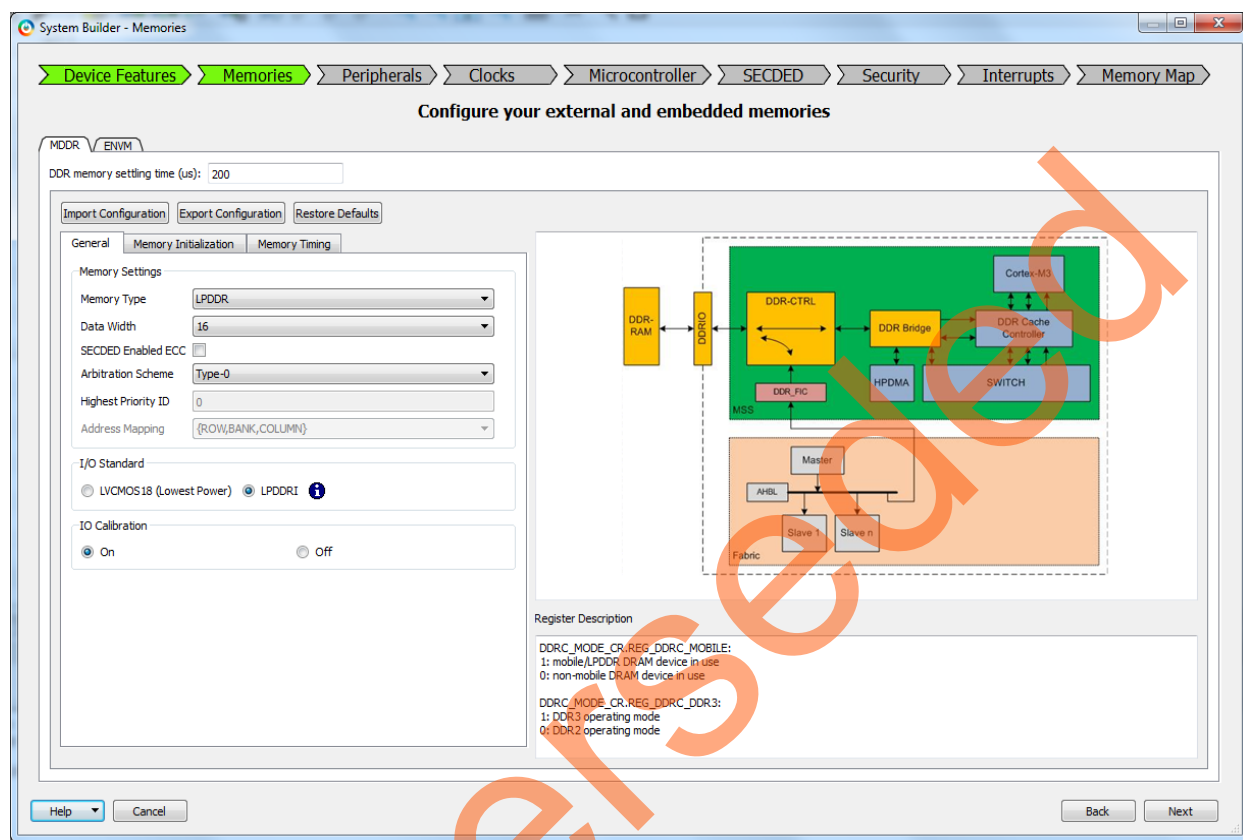 System Builder - Memories
Device Features Memories Peripherals Clocks Microcontroller SECDED Security Interrupts Memory Map
Configure your external and embedded memories
MDDR ENVM
DDR memory settling time (us): 200
Import Configuration Export Configuration Restore Defaults
General Memory Initialization Memory Timing
Memory Settings
Memory Type LPDDR
Data Width 16
SECDED Enabled ECC
Arbitration Scheme Type-0
Highest Priority ID 0
Address Mapping {ROW,BANK,COLUMN}
I/O Standard
LVCMOS18 (Lowest Power) LPDDRI
IO Calibration
On Off
Cortex-M3
DDR-CTRL
DDR-
RAM
DDRIO
DDR Bridge
DDR Cache
Controller
DDR_FIC
HPDMA
SWITCH
MSS
Master
AHBL
Slave 1 Slave n
Fabric
Register Description
DDRC_MODE_CR.REG_DDRC_MOBILE:
1: mobile/LPDDR DRAM device in use
0: non-mobile DRAM device in use
DDRC_MODE_CR.REG_DDRC_DDR3:
1: DDR3 operating mode
0: DDR2 operating mode
Help Cancel Back Next
erseded